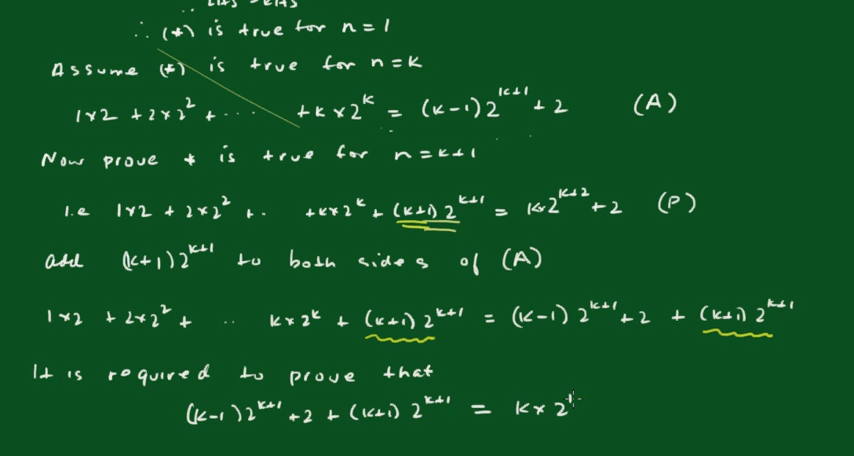 ∴ LHS = RHS
∴ (*) is true for n = 1
Assume (*) is true for n = k
1×2 + 2×2² + ... + k×2^k = (k-1)2^(k+1) + 2 (A)
Now prove * is true for n = k+1
i.e 1×2 + 2×2² + .. + k×2^k + (k+1)2^(k+1) = k×2^(k+2) + 2 (P)
add (k+1)2^(k+1) to both sides of (A)
1×2 + 2×2² + .. k×2^k + (k+1)2^(k+1) = (k-1)2^(k+1) + 2 + (k+1)2^(k+1)
It is required to prove that
(k-1)2^(k+1) + 2 + (k+1)2^(k+1) = k×2